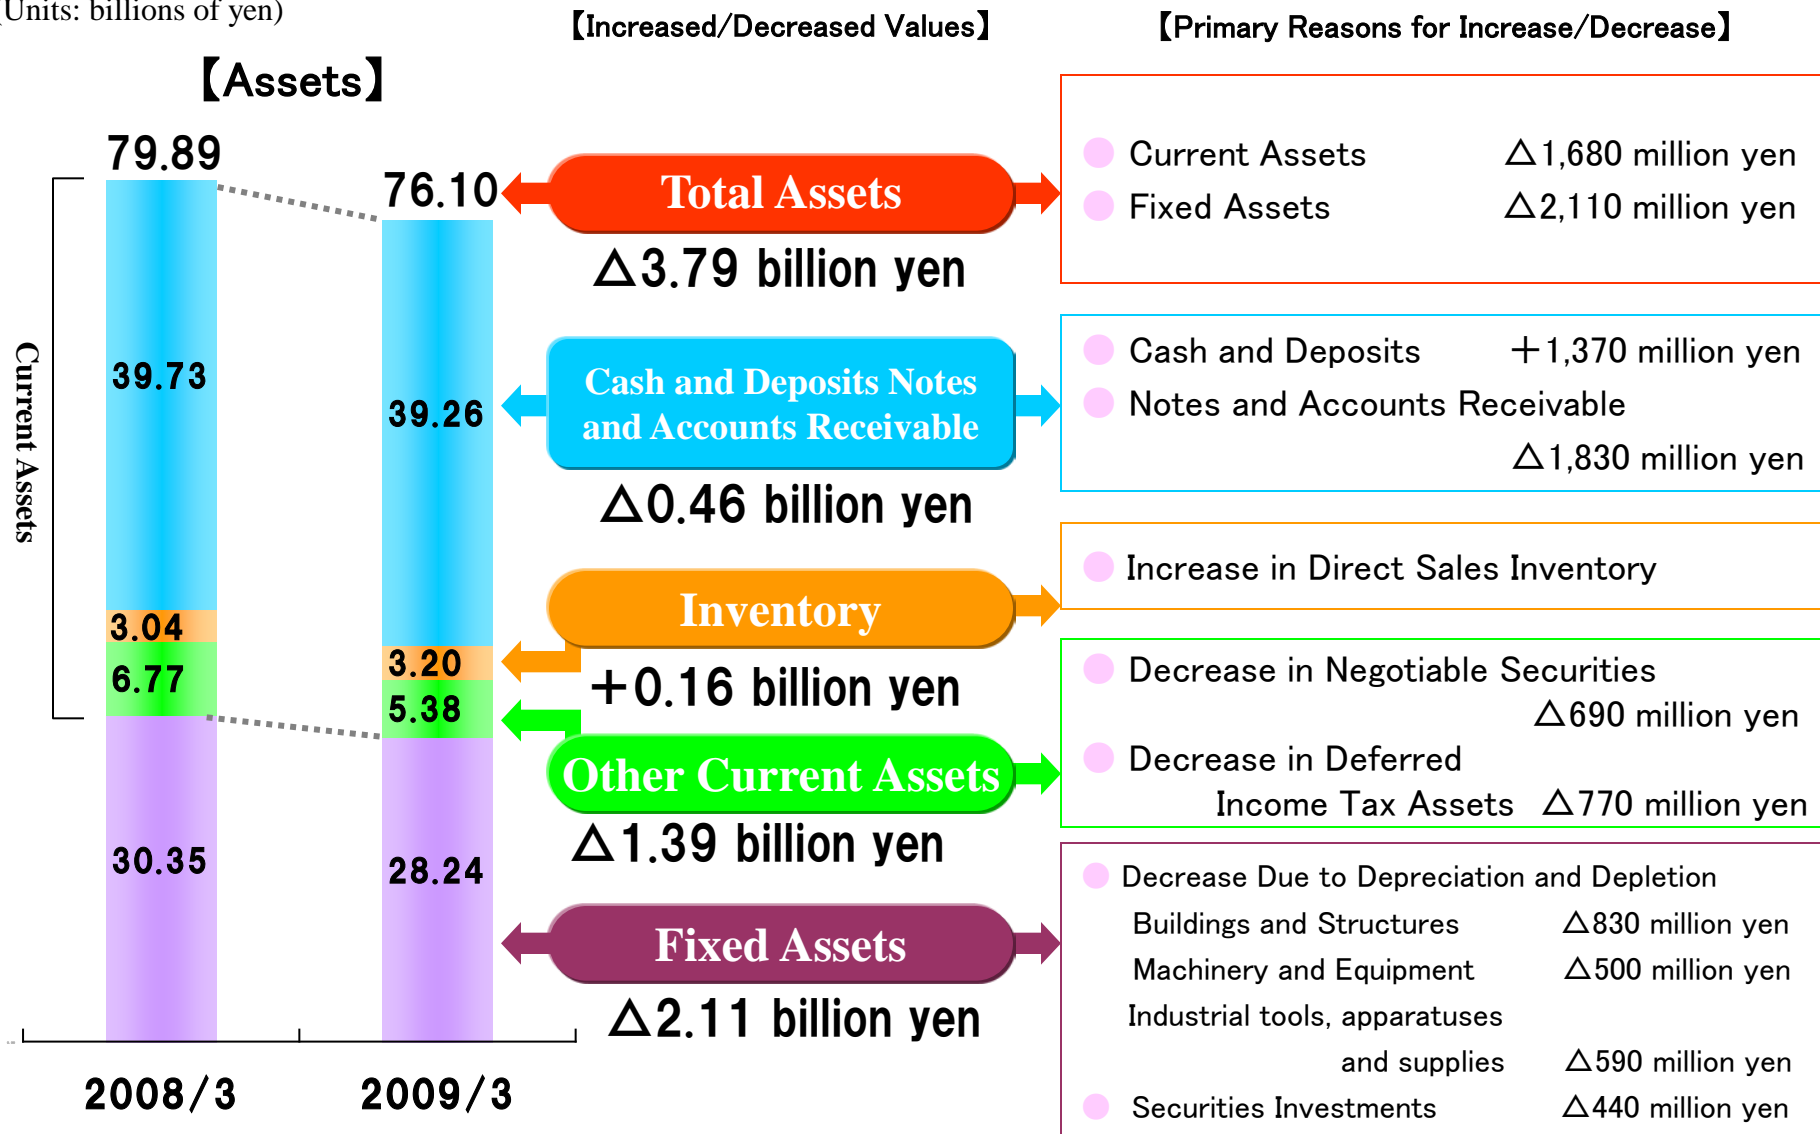 (Units: billions of yen)
【Increased/Decreased Values】
【Primary Reasons for Increase/Decrease】
【Assets】
79.89
76.10
Current Assets
39.73
39.26
3.04
3.20
6.77
5.38
30.35
28.24
2008/3
2009/3
Total Assets
△3.79 billion yen
Current Assets △1,680 million yen
Fixed Assets △2,110 million yen
Cash and Deposits Notes
and Accounts Receivable
△0.46 billion yen
Cash and Deposits +1,370 million yen
Notes and Accounts Receivable
△1,830 million yen
Inventory
+0.16 billion yen
Increase in Direct Sales Inventory
Other Current Assets
△1.39 billion yen
Decrease in Negotiable Securities
△690 million yen
Decrease in Deferred
Income Tax Assets △770 million yen
Fixed Assets
△2.11 billion yen
Decrease Due to Depreciation and Depletion
Buildings and Structures △830 million yen
Machinery and Equipment △500 million yen
Industrial tools, apparatuses
and supplies △590 million yen
Securities Investments △440 million yen